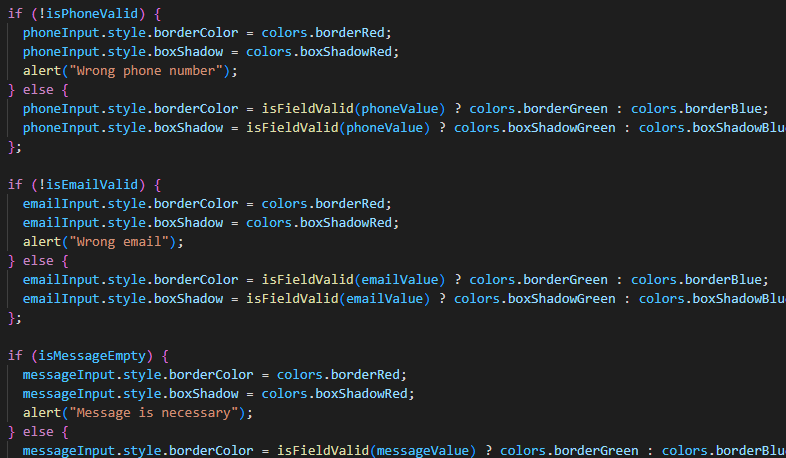 if (!isPhoneValid) {
phoneInput.style.borderColor = colors.borderRed;
phoneInput.style.boxShadow = colors.boxShadowRed;
alert("Wrong phone number");
} else {
phoneInput.style.borderColor = isFieldValid(phoneValue) ? colors.borderGreen : colors.borderBlue;
phoneInput.style.boxShadow = isFieldValid(phoneValue) ? colors.boxShadowGreen : colors.boxShadowBlu
};
if (!isEmailValid) {
emailInput.style.borderColor = colors.borderRed;
emailInput.style.boxShadow = colors.boxShadowRed;
alert("Wrong email");
} else {
emailInput.style.borderColor = isFieldValid(emailValue) ? colors.borderGreen : colors.borderBlue;
emailInput.style.boxShadow = isFieldValid(emailValue) ? colors.boxShadowGreen : colors.boxShadowBlu
};
if (isMessageEmpty) {
messageInput.style.borderColor = colors.borderRed;
messageInput.style.boxShadow = colors.boxShadowRed;
alert("Message is necessary");
} else {
messageInput.style.borderColor = isFieldValid(messageValue) ? colors.borderGreen : colors.borderBlu